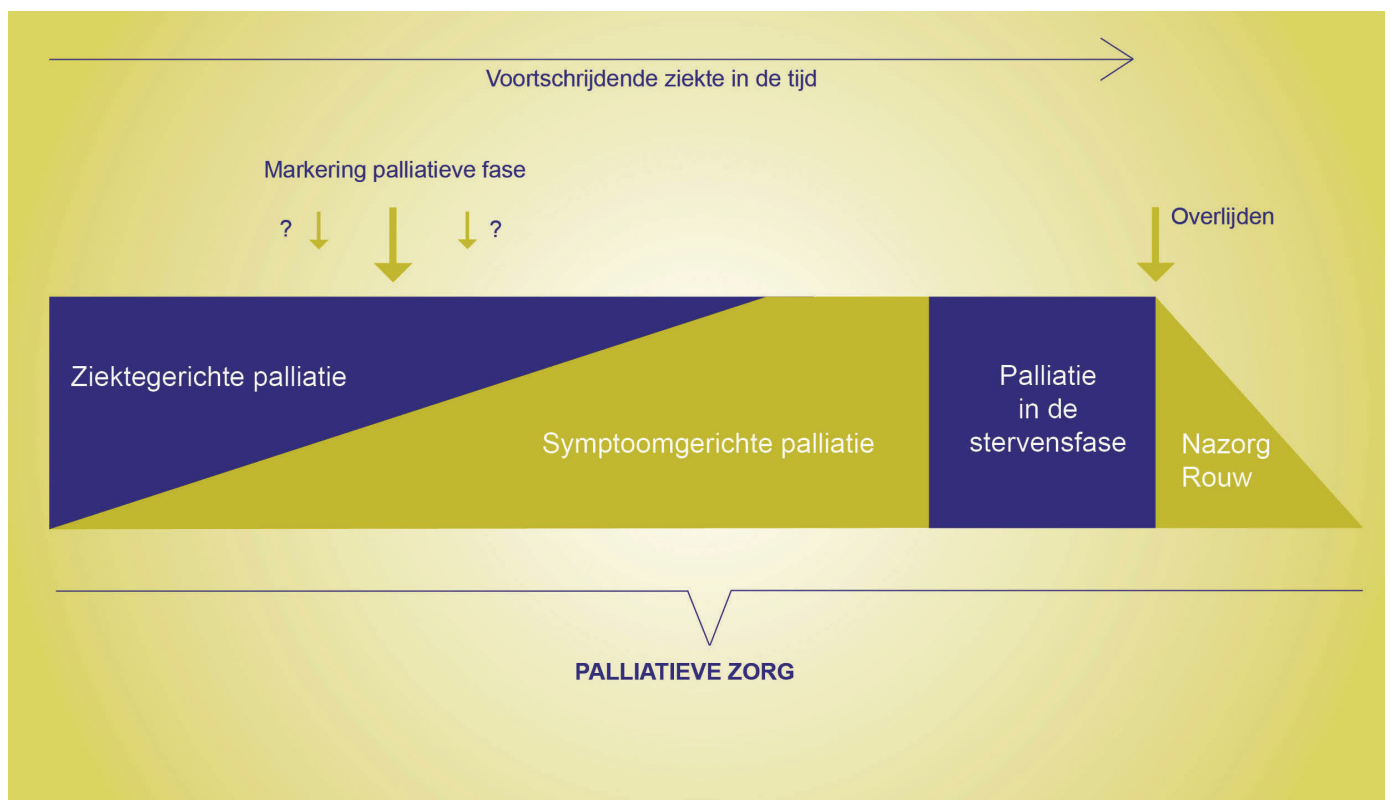 Voortschrijdende ziekte in de tijd
Markering palliatieve fase
? ?
Overlijden
Ziektegerichte palliatie
Symptoomgerichte palliatie
Palliatie
in de
stervensfase
Nazorg
Rouw
PALLIATIEVE ZORG